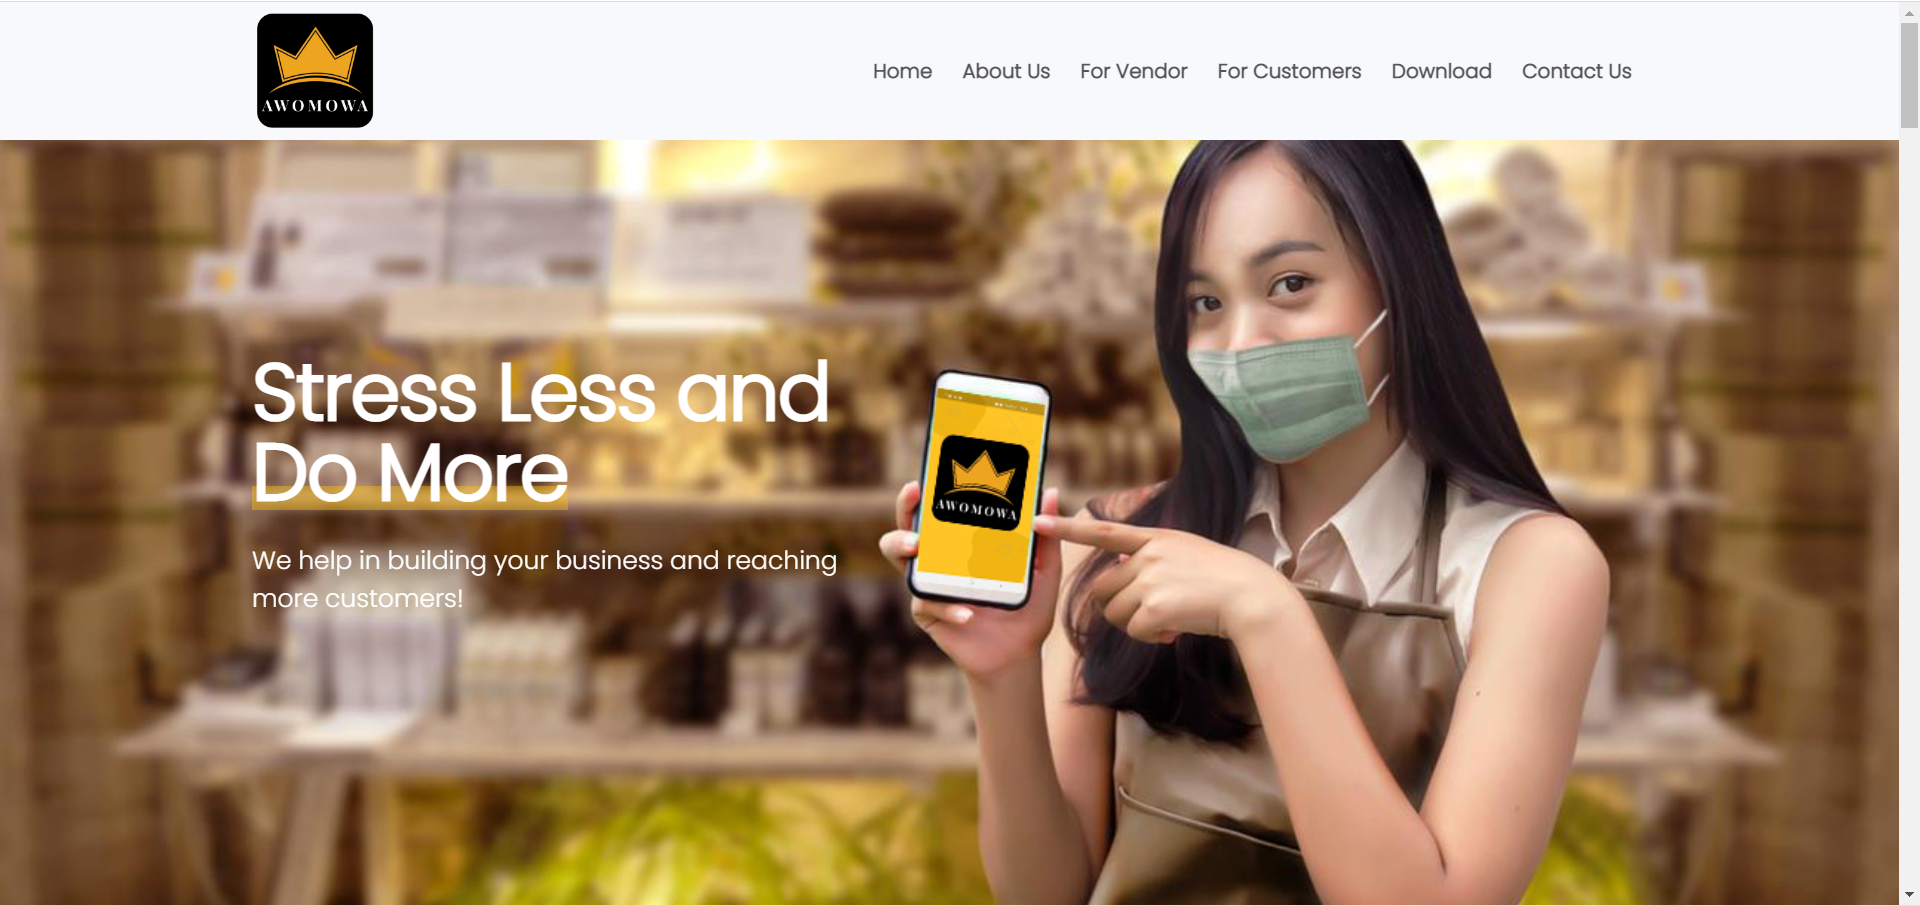 AWOMOWA
Home About Us For Vendor For Customers Download Contact Us
Stress Less and
Do More
We help in building your business and reaching
more customers!
AWOMOWA